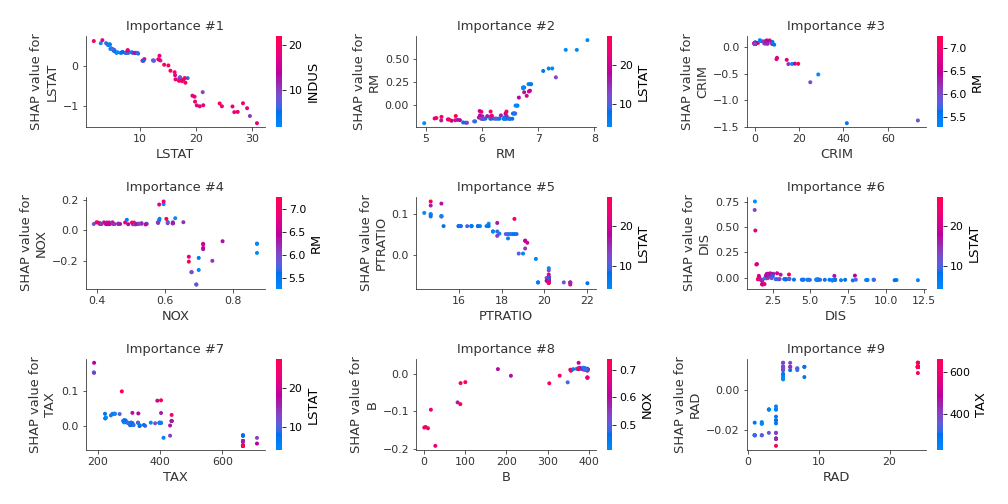 Importance #1
SHAP value for
LSTAT
0
−1
10
20
30
LSTAT
20
10
INDUS
Importance #2
SHAP value for
RM
0.50
0.25
0.00
5
6
7
8
RM
20
10
LSTAT
Importance #3
SHAP value for
CRIM
0.0
−0.5
−1.0
−1.5
0
20
40
60
CRIM
7.0
6.5
6.0
5.5
RM
Importance #4
SHAP value for
NOX
0.2
0.0
−0.2
0.4
0.6
0.8
NOX
7.0
6.5
6.0
5.5
RM
Importance #5
SHAP value for
PTRATIO
0.1
0.0
16
18
20
22
PTRATIO
20
10
LSTAT
Importance #6
SHAP value for
DIS
0.75
0.50
0.25
0.00
2.5
5.0
7.5
10.0
12.5
DIS
20
10
LSTAT
Importance #7
SHAP value for
TAX
0.1
0.0
200
400
600
TAX
20
10
LSTAT
Importance #8
SHAP value for
B
0.0
−0.1
−0.2
0
100
200
300
400
B
0.7
0.6
0.5
NOX
Importance #9
SHAP value for
RAD
0.00
−0.02
0
10
20
RAD
600
400
TAX